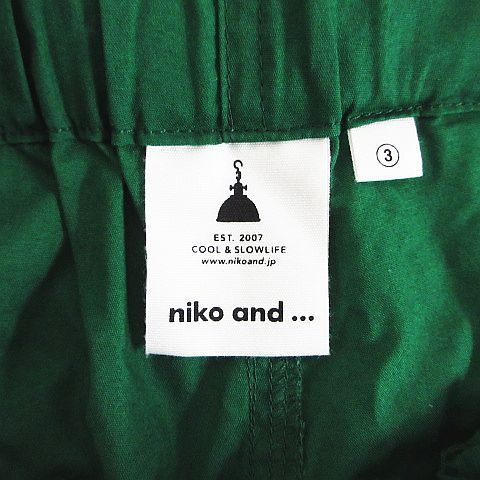 ③
EST. 2007
COOL & SLOWLIFE
www.nikoand.jp
niko and ...